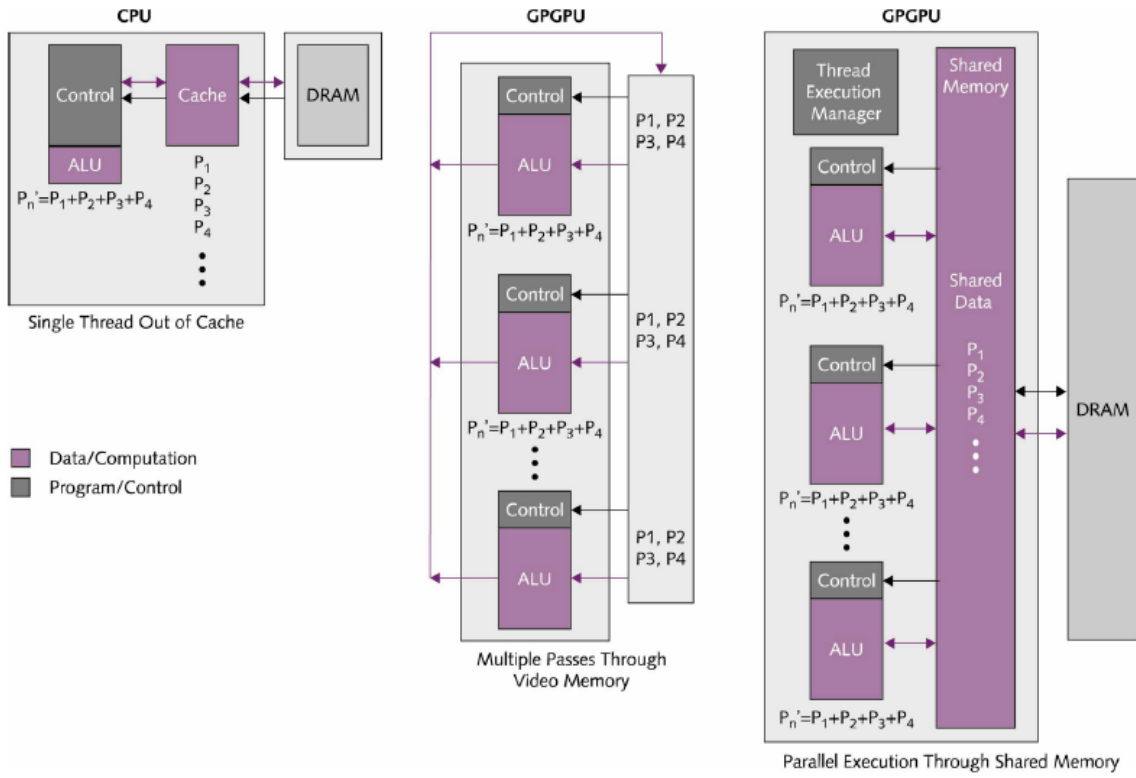 CPU
Control
Cache
DRAM
ALU
Pn'=P1+P2+P3+P4
P1
P2
P3
P4
Single Thread Out of Cache
Data/Computation
Program/Control
GPGPU
Control
ALU
P1, P2
P3, P4
Pn'=P1+P2+P3+P4
Control
ALU
P1, P2
P3, P4
Pn'=P1+P2+P3+P4
Control
ALU
P1, P2
P3, P4
Multiple Passes Through
Video Memory
GPGPU
Thread
Execution
Manager
Shared
Memory
Control
ALU
Pn'=P1+P2+P3+P4
Shared
Data
P1
P2
P3
P4
Control
ALU
Pn'=P1+P2+P3+P4
Control
ALU
Pn'=P1+P2+P3+P4
DRAM
Parallel Execution Through Shared Memory